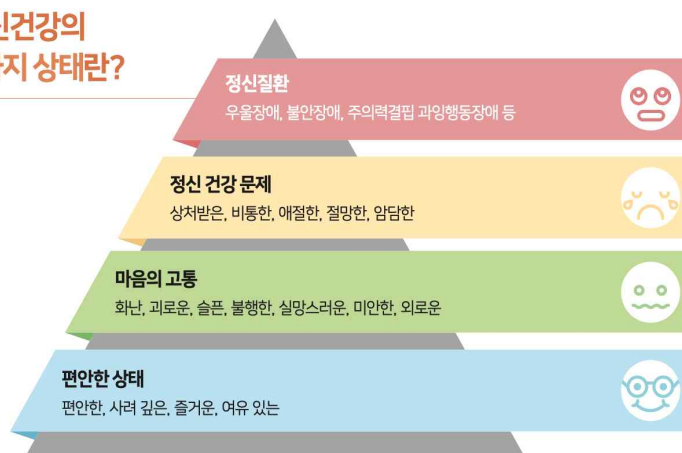 신건강의
지 상태란?
정신질환
우울장애, 불안장애, 주의력결핍 과잉행동장애 등
정신 건강 문제
상처받은, 비통한, 애절한, 절망한, 암담한
마음의 고통
화난, 괴로운, 슬픈, 불행한, 실망스러운, 미안한, 외로운
편안한 상태
편안한, 사려 깊은, 즐거운, 여유 있는